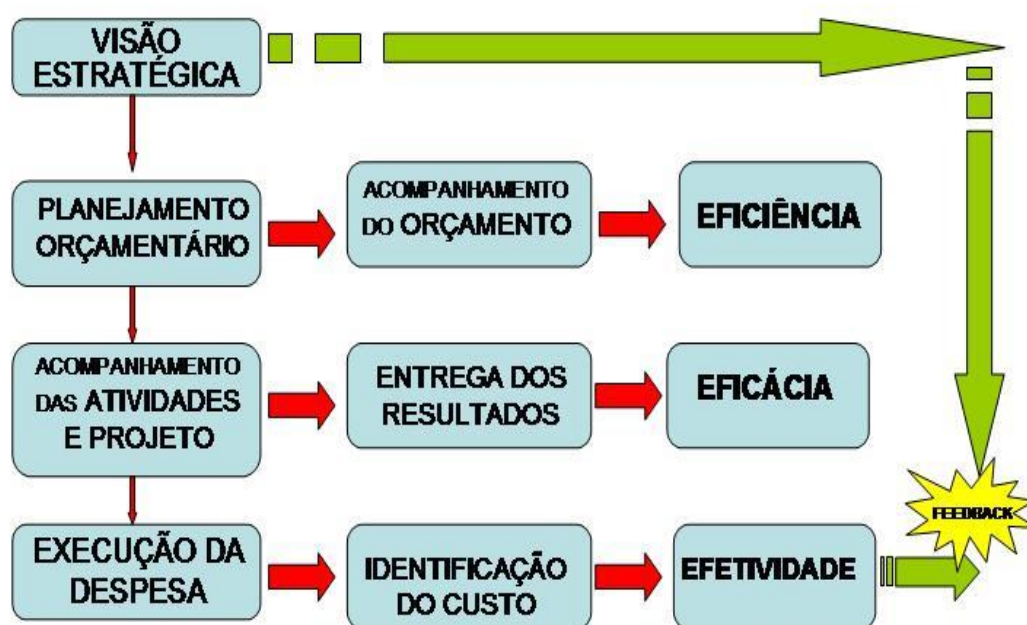 VISÃO
ESTRATÉGICA
PLANEJAMENTO
ORÇAMENTÁRIO
ACOMPANHAMENTO
DO ORÇAMENTO
EFICIÊNCIA
ACOMPANHAMENTO
DAS ATIVIDADES
E PROJETO
ENTREGA DOS
RESULTADOS
EFICÁCIA
EXECUÇÃO DA
DESPESA
IDENTIFICAÇÃO
DO CUSTO
EFETIVIDADE
FEEDBACK